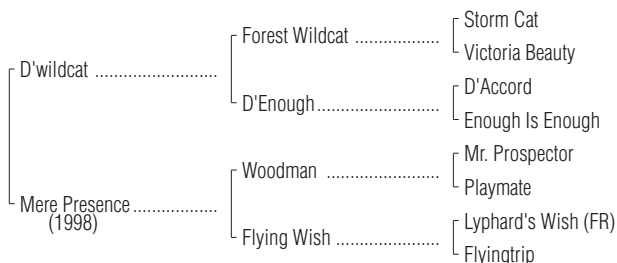 Storm Cat
Forest Wildcat ...................
Victoria Beauty
D'wildcat ...........................
D'Accord
D'Enough...........................
Enough Is Enough
Mr. Prospector
Woodman .........................
Playmate
Mere Presence ...................
(1998)
Lyphard's Wish (FR)
Flying Wish .......................
Flyingtrip